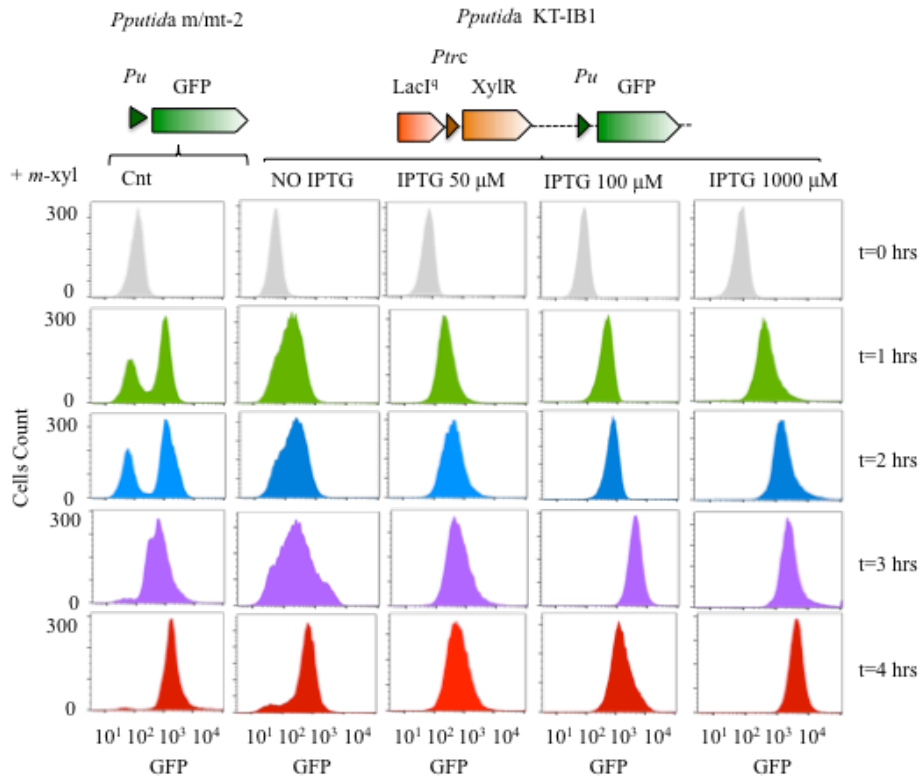 Pputida m/mt-2
Pputida KT-IB1
Ptrc
Pu GFP
LacIq XylR Pu GFP
+ m-xyl Cnt NO IPTG IPTG 50 μM IPTG 100 μM IPTG 1000 μM
300
0
t=0 hrs
300
0
t=1 hrs
300
0
t=2 hrs
300
0
t=3 hrs
300
0
t=4 hrs
Cells Count
10¹ 10² 10³ 10⁴ 10¹ 10² 10³ 10⁴ 10¹ 10² 10³ 10⁴ 10¹ 10² 10³ 10⁴ 10¹ 10² 10³ 10⁴
GFP GFP GFP GFP GFP